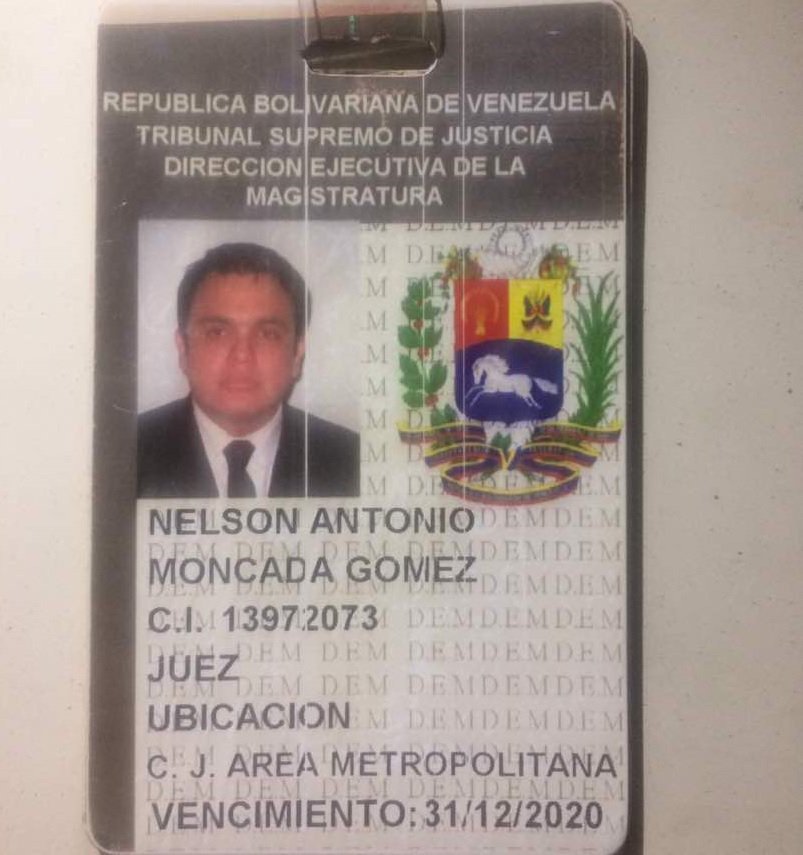 REPUBLICA BOLIVARIANA DE VENEZUELA
TRIBUNAL SUPREMO DE JUSTICIA
DIRECCION EJECUTIVA DE LA
MAGISTRATURA
NELSON ANTONIO
MONCADA GOMEZ
C.I. 13972073
JUEZ
UBICACION
C. J. AREA METROPOLITANA
VENCIMIENTO: 31/12/2020